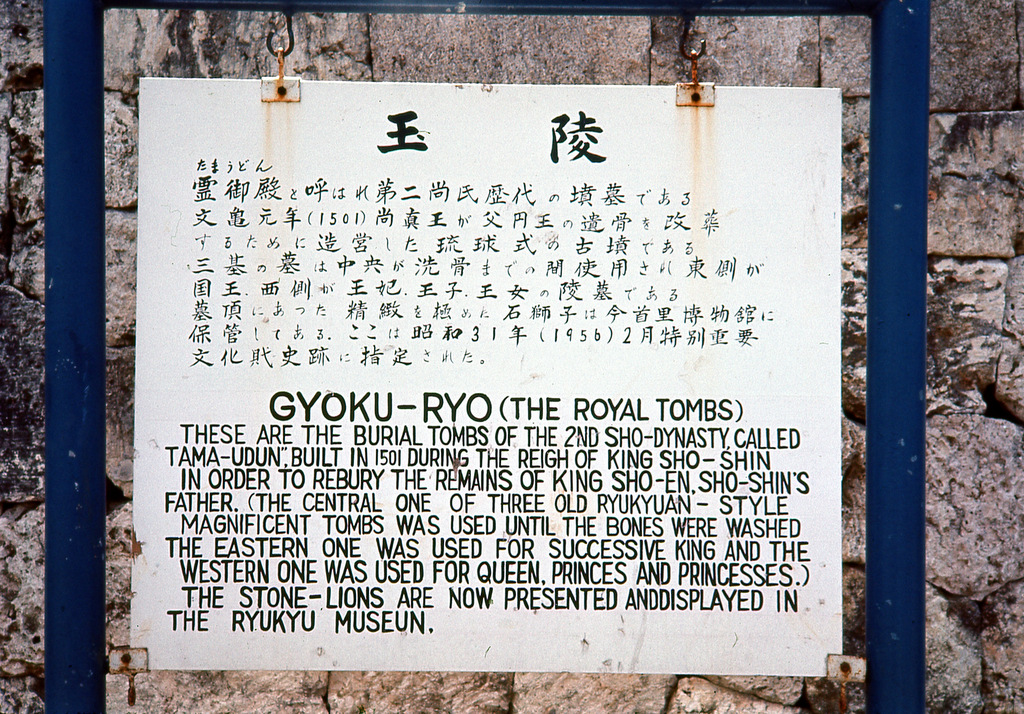 玉 陵
たまうどん
霊御殿と呼はれ第二尚氏歴代の墳墓である
文亀元年(1501)尚真王が父円王の遺骨を改葬
するために造営した琉球式の古墳である
三基の墓は中央が洗骨までの間使用され東側が
国王.西側が王妃.王子.王女の陵墓である
墓頂にあった精緻を極めた石獅子は今首里博物館に
保管してある.ここは昭和31年(1956)2月特別重要
文化財史跡に指定された。
GYOKU-RYO (THE ROYAL TOMBS)
THESE ARE THE BURIAL TOMBS OF THE 2ND SHO-DYNASTY, CALLED
TAMA-UDUN", BUILT IN 1501 DURING THE REIGH OF KING SHO-SHIN
IN ORDER TO REBURY THE REMAINS OF KING SHO-EN, SHO-SHIN'S
FATHER. (THE CENTRAL ONE OF THREE OLD RYUKYUAN-STYLE
MAGNIFICENT TOMBS WAS USED UNTIL THE BONES WERE WASHED
THE EASTERN ONE WAS USED FOR SUCCESSIVE KING AND THE
WESTERN ONE WAS USED FOR QUEEN, PRINCES AND PRINCESSES.)
THE STONE-LIONS ARE NOW PRESENTED ANDDISPLAYED IN
THE RYUKYU MUSEUN.